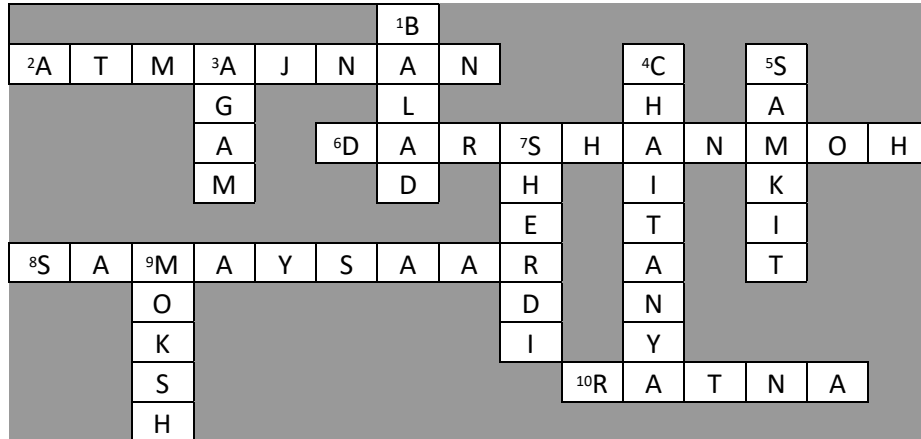 1B
2A T M 3A J N A N 4C 5S
G L H A
A 6D A R 7S H A N M O H
M D H I K
E T I
8S A 9M A Y S A A R A T
O D N
K I Y
S 10R A T N A
H